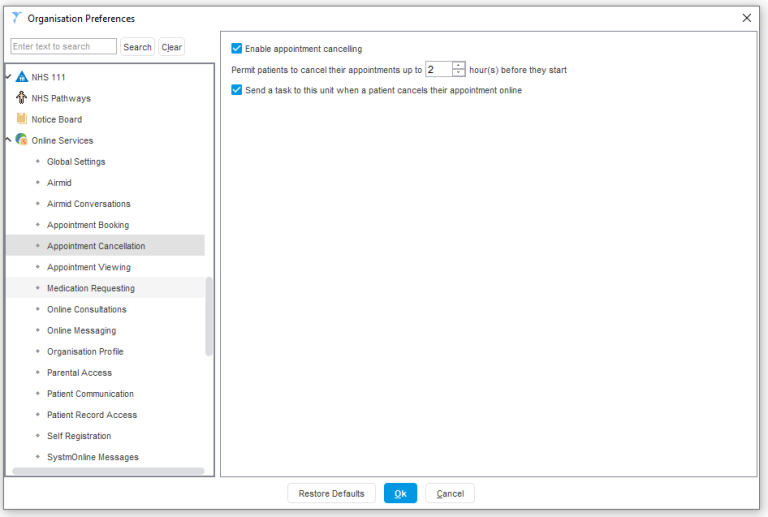 Organisation Preferences
Enter text to search
Search
Clear
NHS 111
NHS Pathways
Notice Board
Online Services
Global Settings
Airmid
Airmid Conversations
Appointment Booking
Appointment Cancellation
Appointment Viewing
Medication Requesting
Online Consultations
Online Messaging
Organisation Profile
Parental Access
Patient Communication
Patient Record Access
Self Registration
SystmOnline Messages
Enable appointment cancelling
Permit patients to cancel their appointments up to 2 hour(s) before they start
Send a task to this unit when a patient cancels their appointment online
Restore Defaults
Ok
Cancel